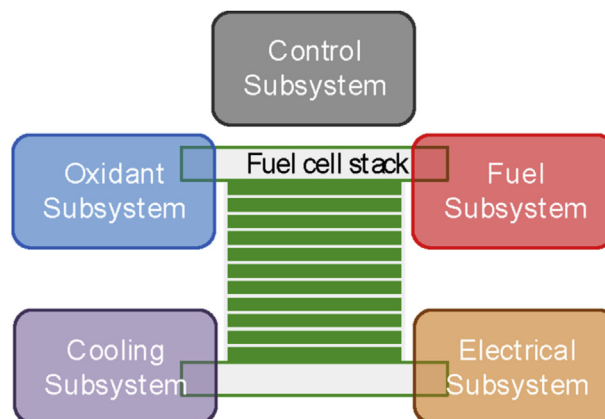 Control
Subsystem
Oxidant
Subsystem
Fuel cell stack
Fuel
Subsystem
Cooling
Subsystem
Electrical
Subsystem